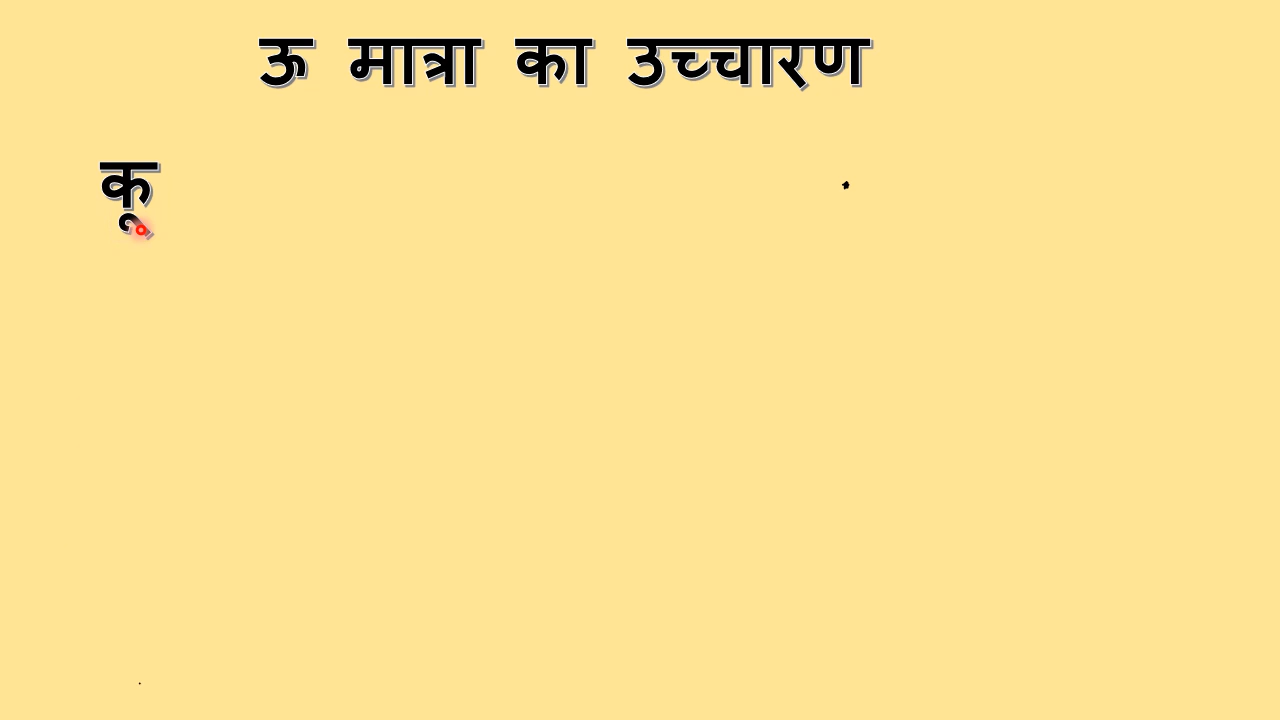 ऊ मात्रा का उच्चारण
कू